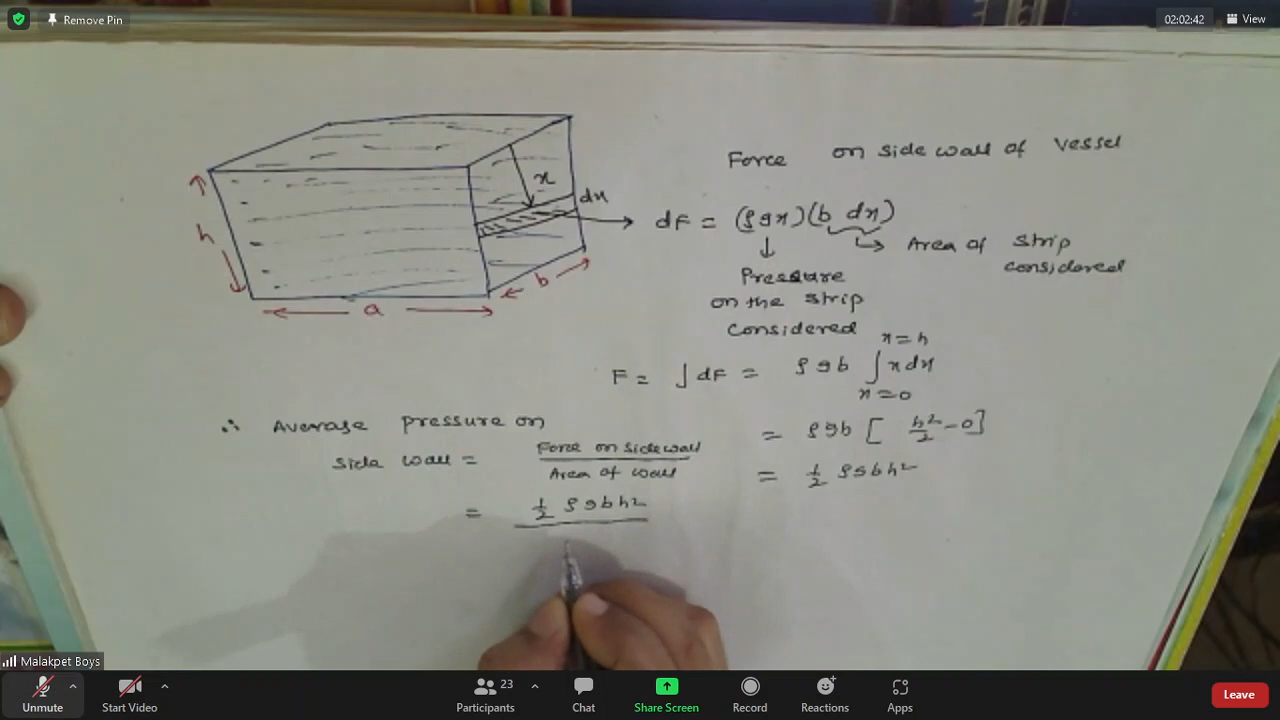 Remove Pin
02:02:42
View
Force on side wall of vessel
x
dx
dF = (ρgx)(b dx)
Area of strip
considered
Pressure
on the strip
considered
h
b
a
x=h
F = ∫ dF = ρgb ∫ x dx
x=0
= ρgb [ h²/2 - 0 ]
= 1/2 ρgbh²
∴ Average pressure on
side wall = Force on sidewall
Area of wall
= 1/2 ρgbh²
Malakpet Boys
Unmute
Start Video
23
Participants
Chat
Share Screen
Record
Reactions
Apps
Leave